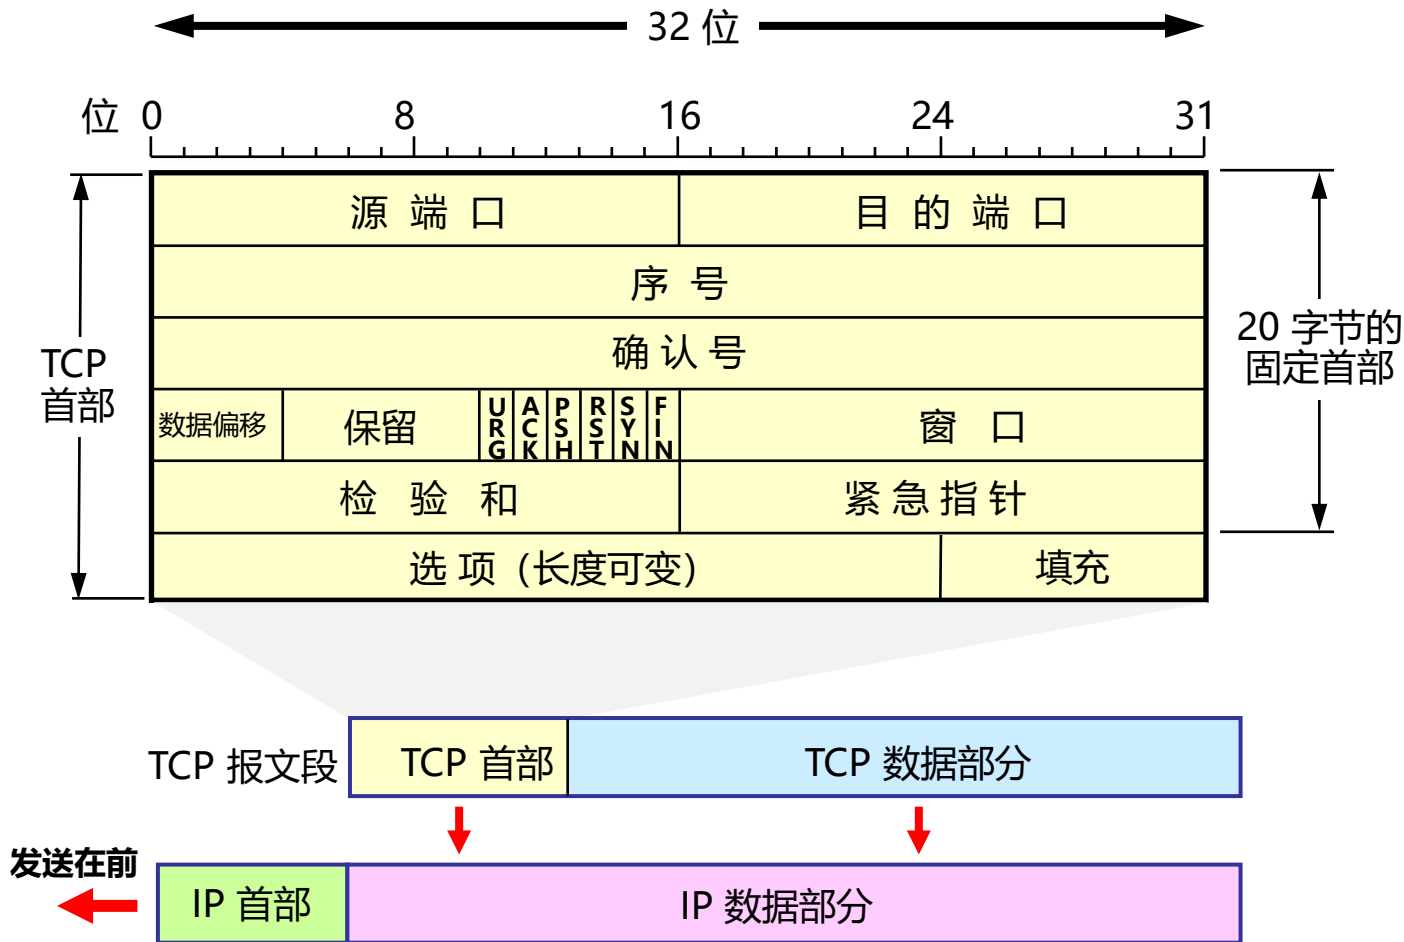 32 位
位 0 8 16 24 31
源 端 口 目 的 端 口
序 号
确 认 号
TCP
首部
20 字节的
固定首部
数据偏移 保留 URG ACK PSH RST SYN FIN 窗 口
检 验 和 紧 急 指 针
选 项 (长度可变) 填充
TCP 报文段 TCP 首部 TCP 数据部分
发送在前
IP 首部 IP 数据部分